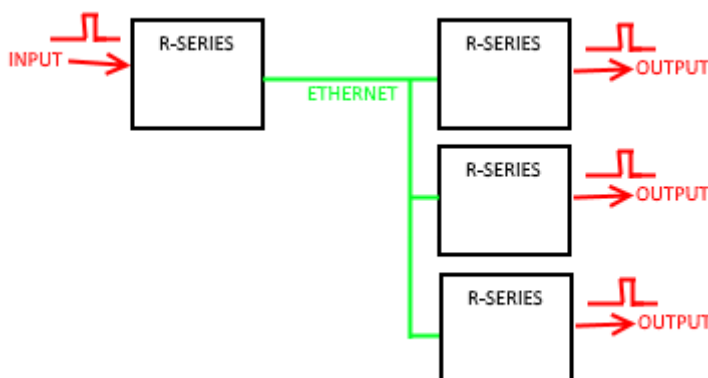 R-SERIES
R-SERIES
INPUT
OUTPUT
ETHERNET
R-SERIES
OUTPUT
R-SERIES
OUTPUT